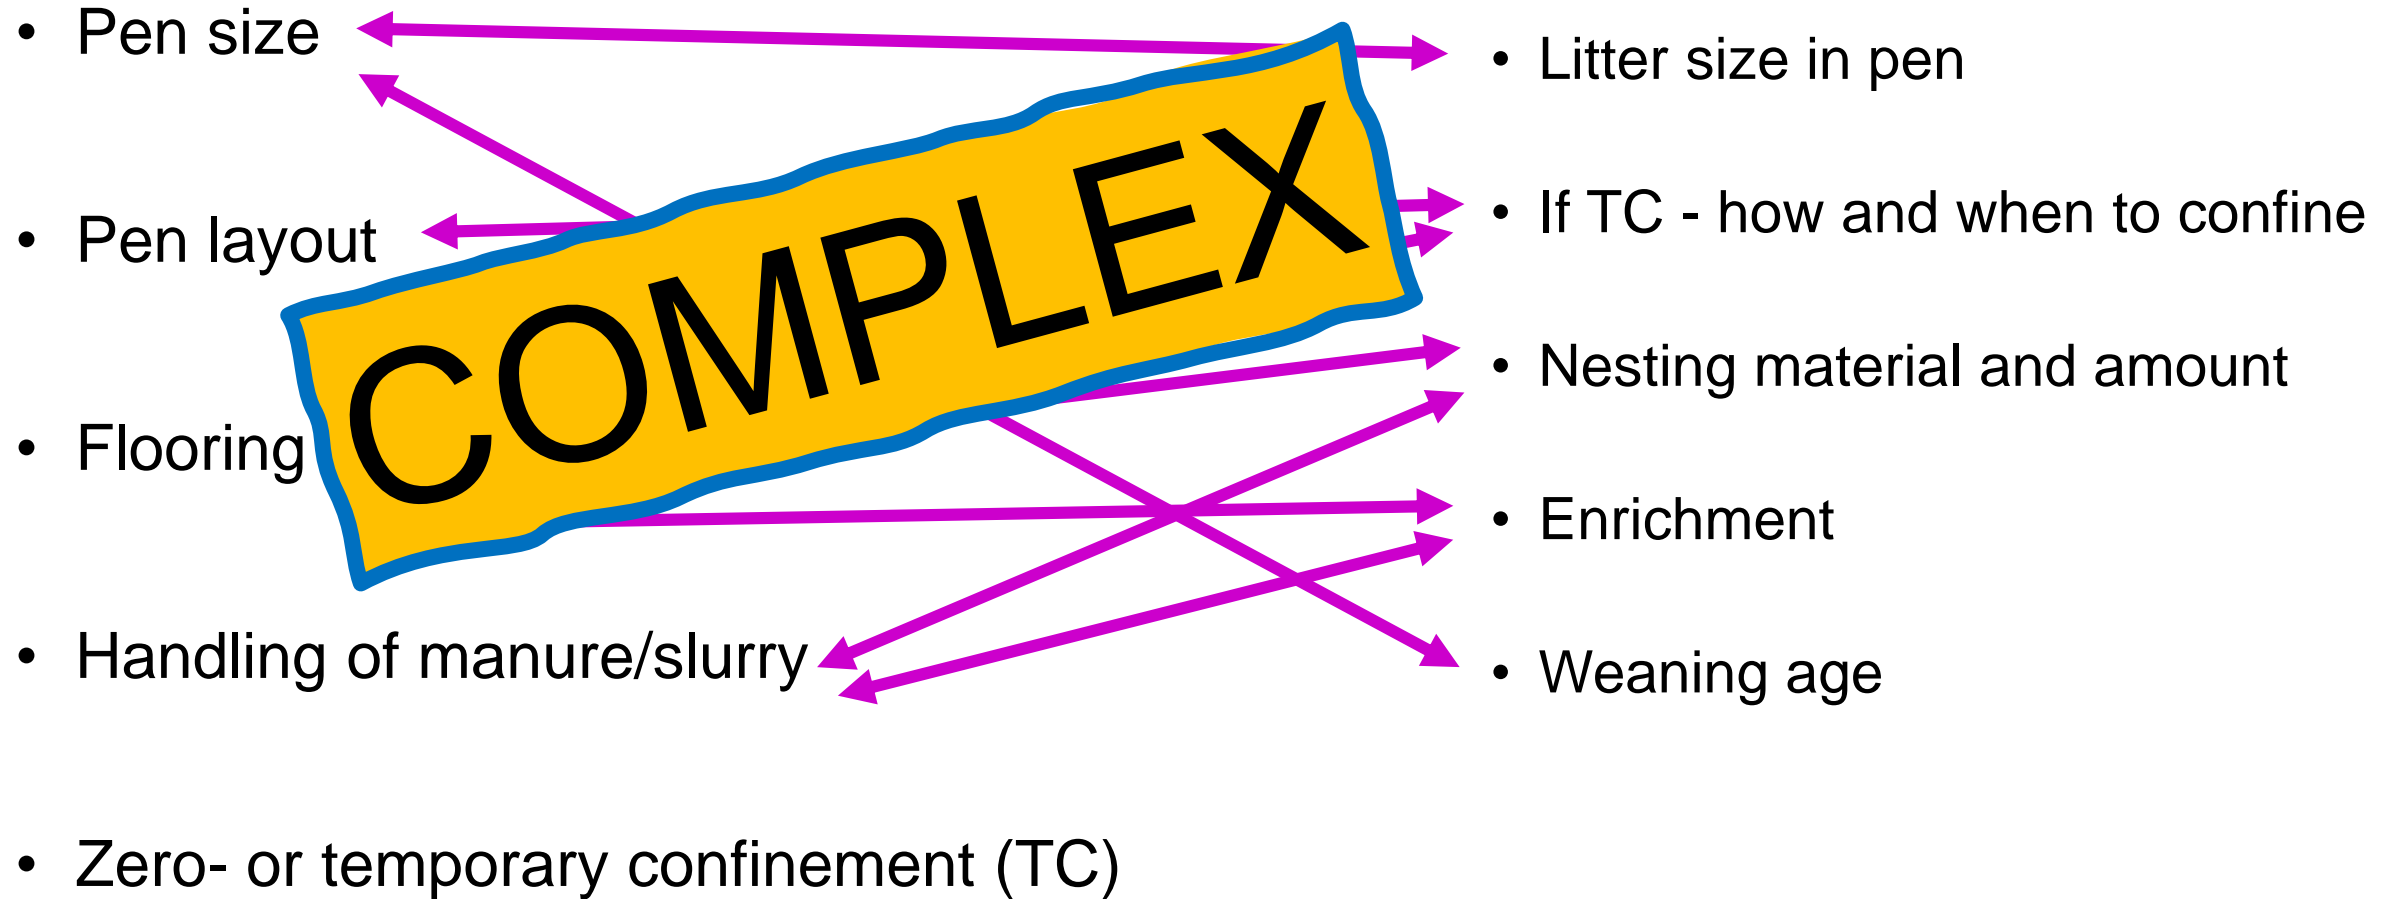 • Pen size
• Pen layout
• Flooring
• Handling of manure/slurry
• Zero- or temporary confinement (TC)
• Litter size in pen
• If TC - how and when to confine
• Nesting material and amount
• Enrichment
• Weaning age
COMPLEX